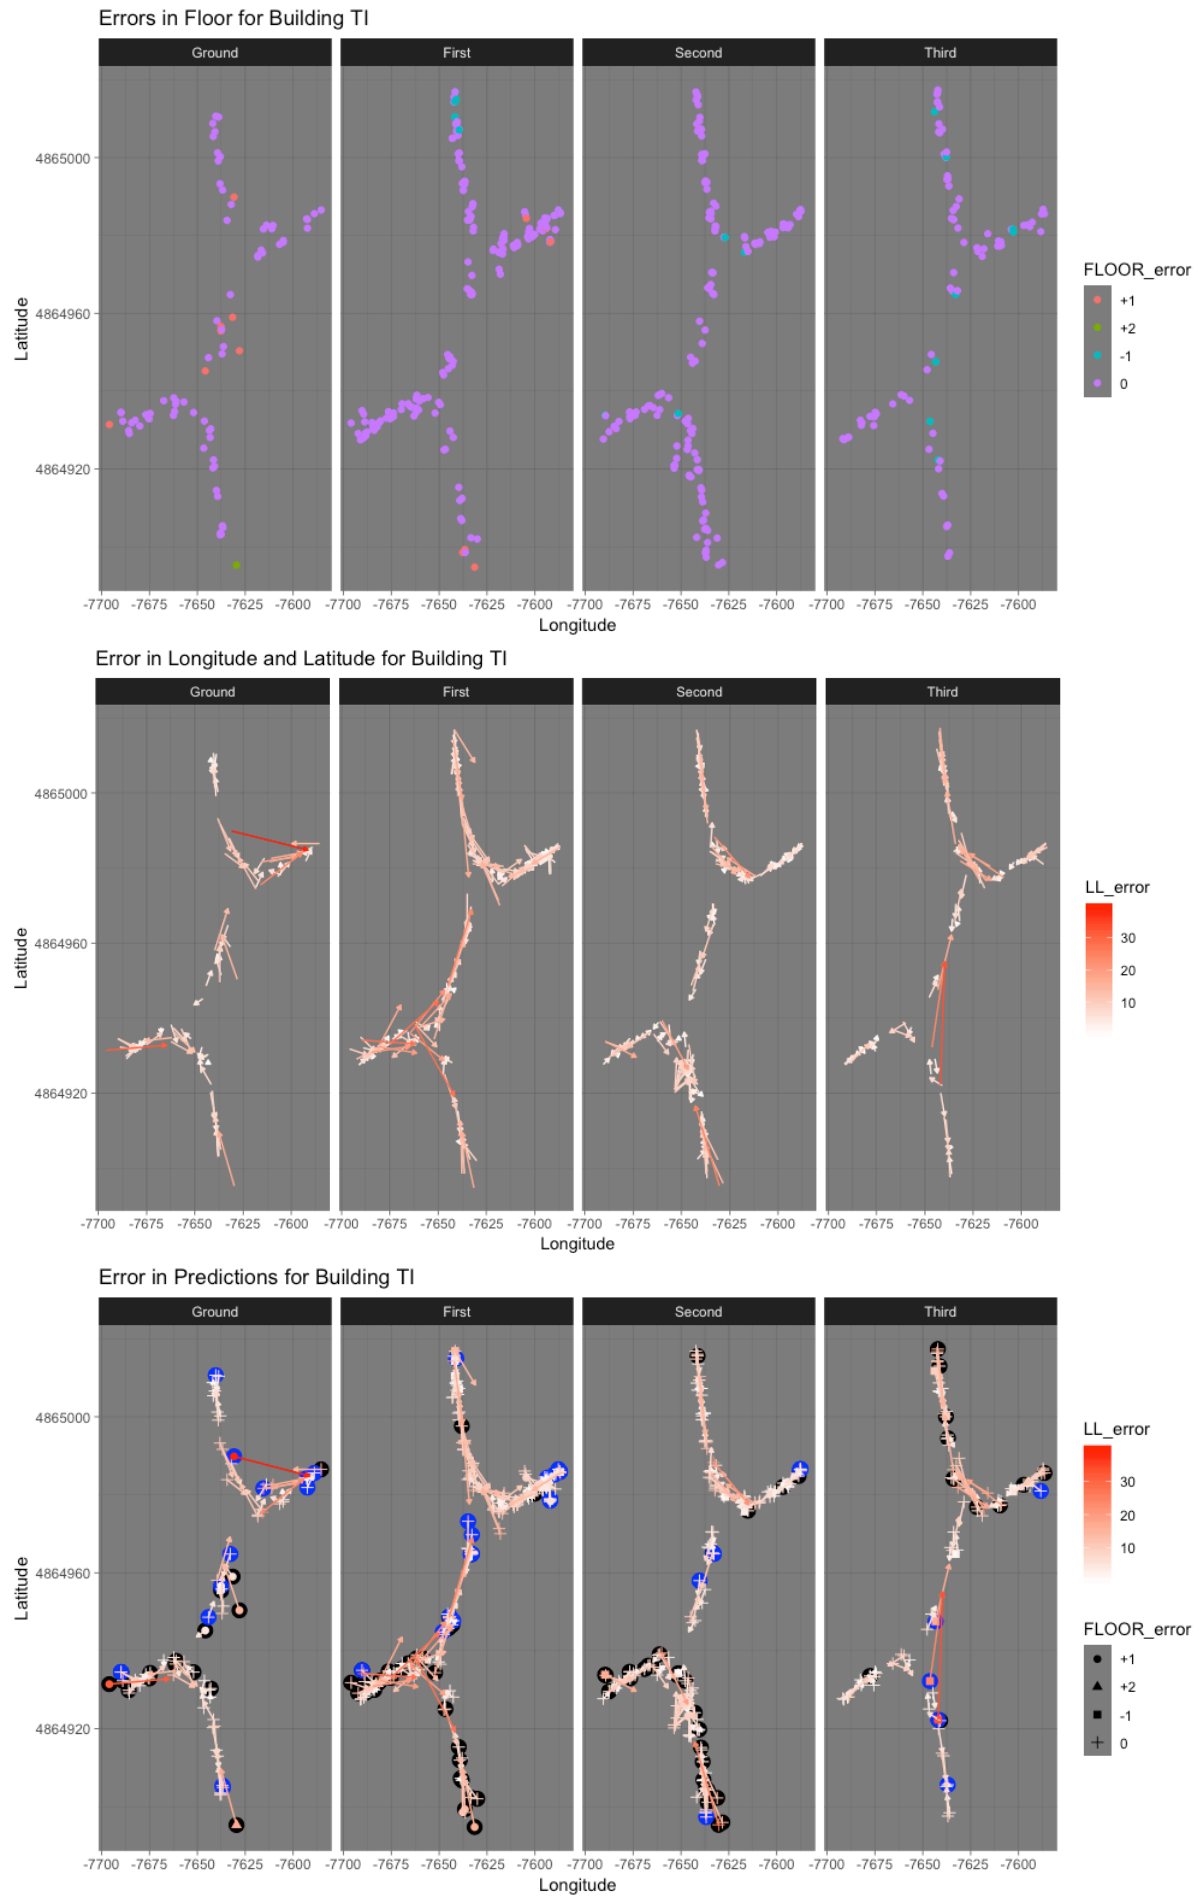 Errors in Floor for Building TI
Ground First Second Third
4865000
4864960
4864920
Latitude
-7700 -7675 -7650 -7625 -7600 -7700 -7675 -7650 -7625 -7600 -7700 -7675 -7650 -7625 -7600 -7700 -7675 -7650 -7625 -7600
Longitude
FLOOR_error
+1
+2
-1
0
Error in Longitude and Latitude for Building TI
Ground First Second Third
4865000
4864960
4864920
Latitude
-7700 -7675 -7650 -7625 -7600 -7700 -7675 -7650 -7625 -7600 -7700 -7675 -7650 -7625 -7600 -7700 -7675 -7650 -7625 -7600
Longitude
LL_error
30
20
10
Error in Predictions for Building TI
Ground First Second Third
4865000
4864960
4864920
Latitude
-7700 -7675 -7650 -7625 -7600 -7700 -7675 -7650 -7625 -7600 -7700 -7675 -7650 -7625 -7600 -7700 -7675 -7650 -7625 -7600
Longitude
LL_error
30
20
10
FLOOR_error
+1
+2
-1
0